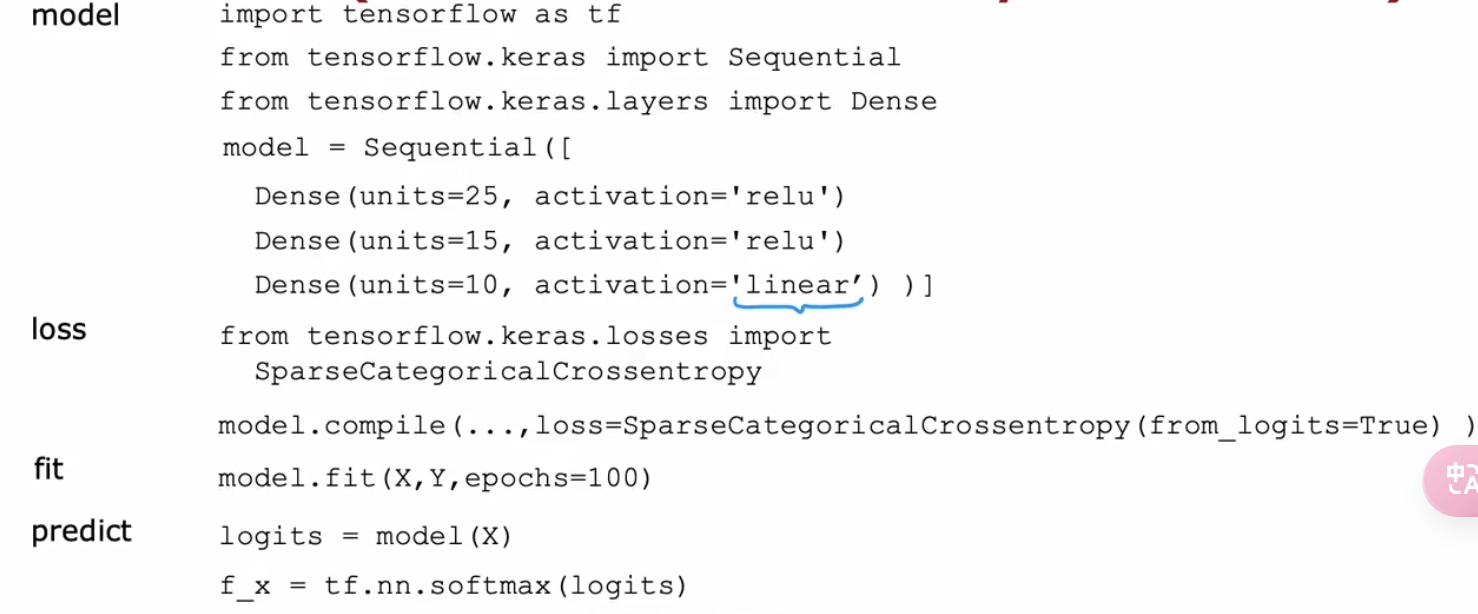 model
import tensorflow as tf
from tensorflow.keras import Sequential
from tensorflow.keras.layers import Dense
model = Sequential([
Dense(units=25, activation='relu')
Dense(units=15, activation='relu')
Dense(units=10, activation='linear') )]
loss
from tensorflow.keras.losses import
SparseCategoricalCrossentropy
model.compile(...,loss=SparseCategoricalCrossentropy(from_logits=True) )
fit
model.fit(X,Y,epochs=100)
predict
logits = model(X)
f_x = tf.nn.softmax(logits)
中
A